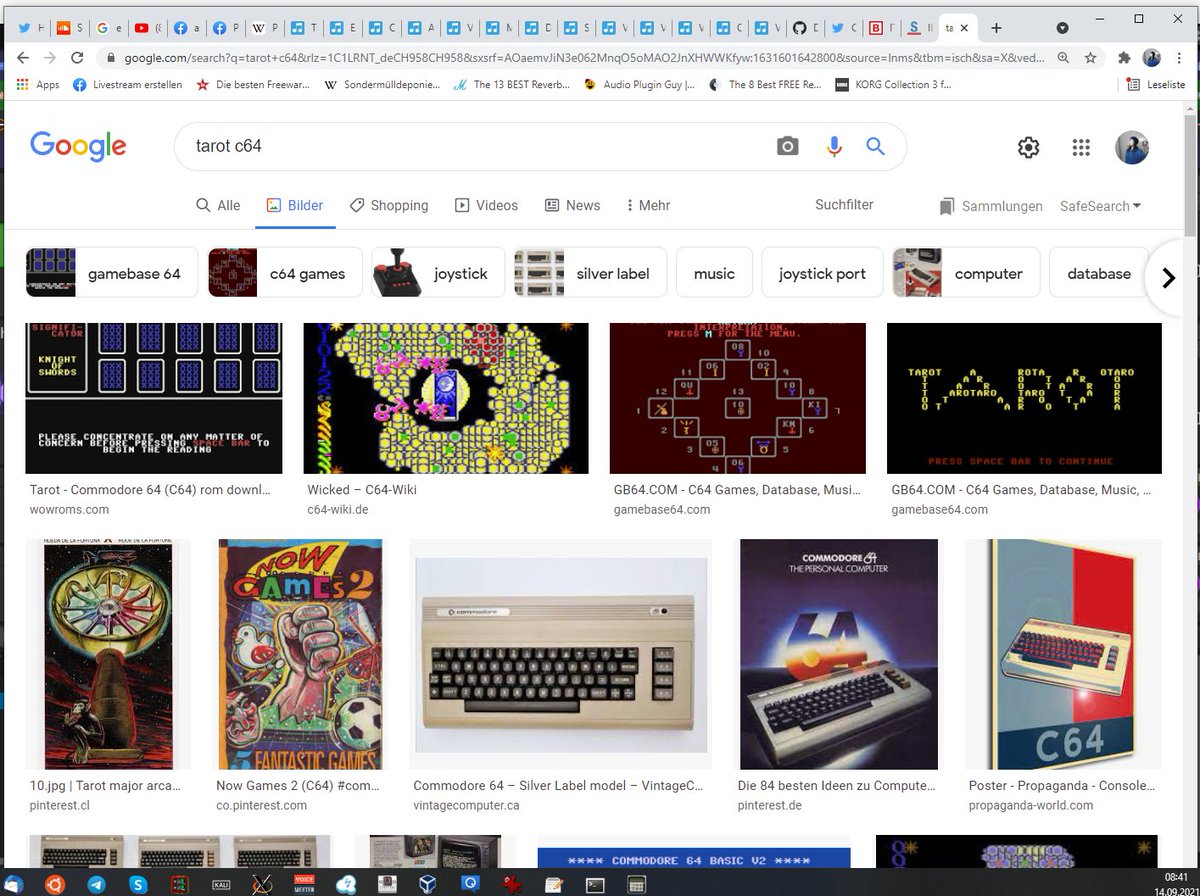 google.com/search?q=tarot+c64&rlz=1C1LRNT_deCH958CH958&sxsrf=AOaemvJiN3e062MnqO5oMAO2JnXHWWKfyw:1631601642800&source=lnms&tbm=isch&sa=X&ved...
Apps Livestream erstellen Die besten Freewar... Sondermülldeponie... The 13 BEST Reverb... Audio Plugin Guy |... The 8 Best FREE Re... KORG Collection 3 f... Leseliste
Google
tarot c64
Alle Bilder Shopping Videos News Mehr Suchfilter Sammlungen SafeSearch
gamebase 64 c64 games joystick silver label music joystick port computer database
SIGNIFI-
CATOR
KNIGHT
OF
SWORDS
PLEASE CONCENTRATE ON ANY MATTER OF
CONCERN BEFORE PRESSING SPACE BAR TO
BEGIN THE READING
INTERPRETATION.
PRESS M FOR THE MENU.
PRESS SPACE BAR TO CONTINUE
Tarot - Commodore 64 (C64) rom downl...
wowroms.com
Wicked – C64-Wiki
c64-wiki.de
GB64.COM - C64 Games, Database, Musi...
gamebase64.com
GB64.COM - C64 Games, Database, Music, ...
gamebase64.com
NOW
GAMES 2
5 FANTASTIC GAMES
commodore
COMMODORE 64
THE PERSONAL COMPUTER
64
C64
10.jpg | Tarot major arca...
pinterest.cl
Now Games 2 (C64) #com...
co.pinterest.com
Commodore 64 – Silver Label model – VintageC...
vintagecomputer.ca
Die 84 besten Ideen zu Compute...
pinterest.de
Poster - Propaganda - Console...
propaganda-world.com
**** COMMODORE 64 BASIC V2 ****
KALI
VOICE
MEETER
08:41